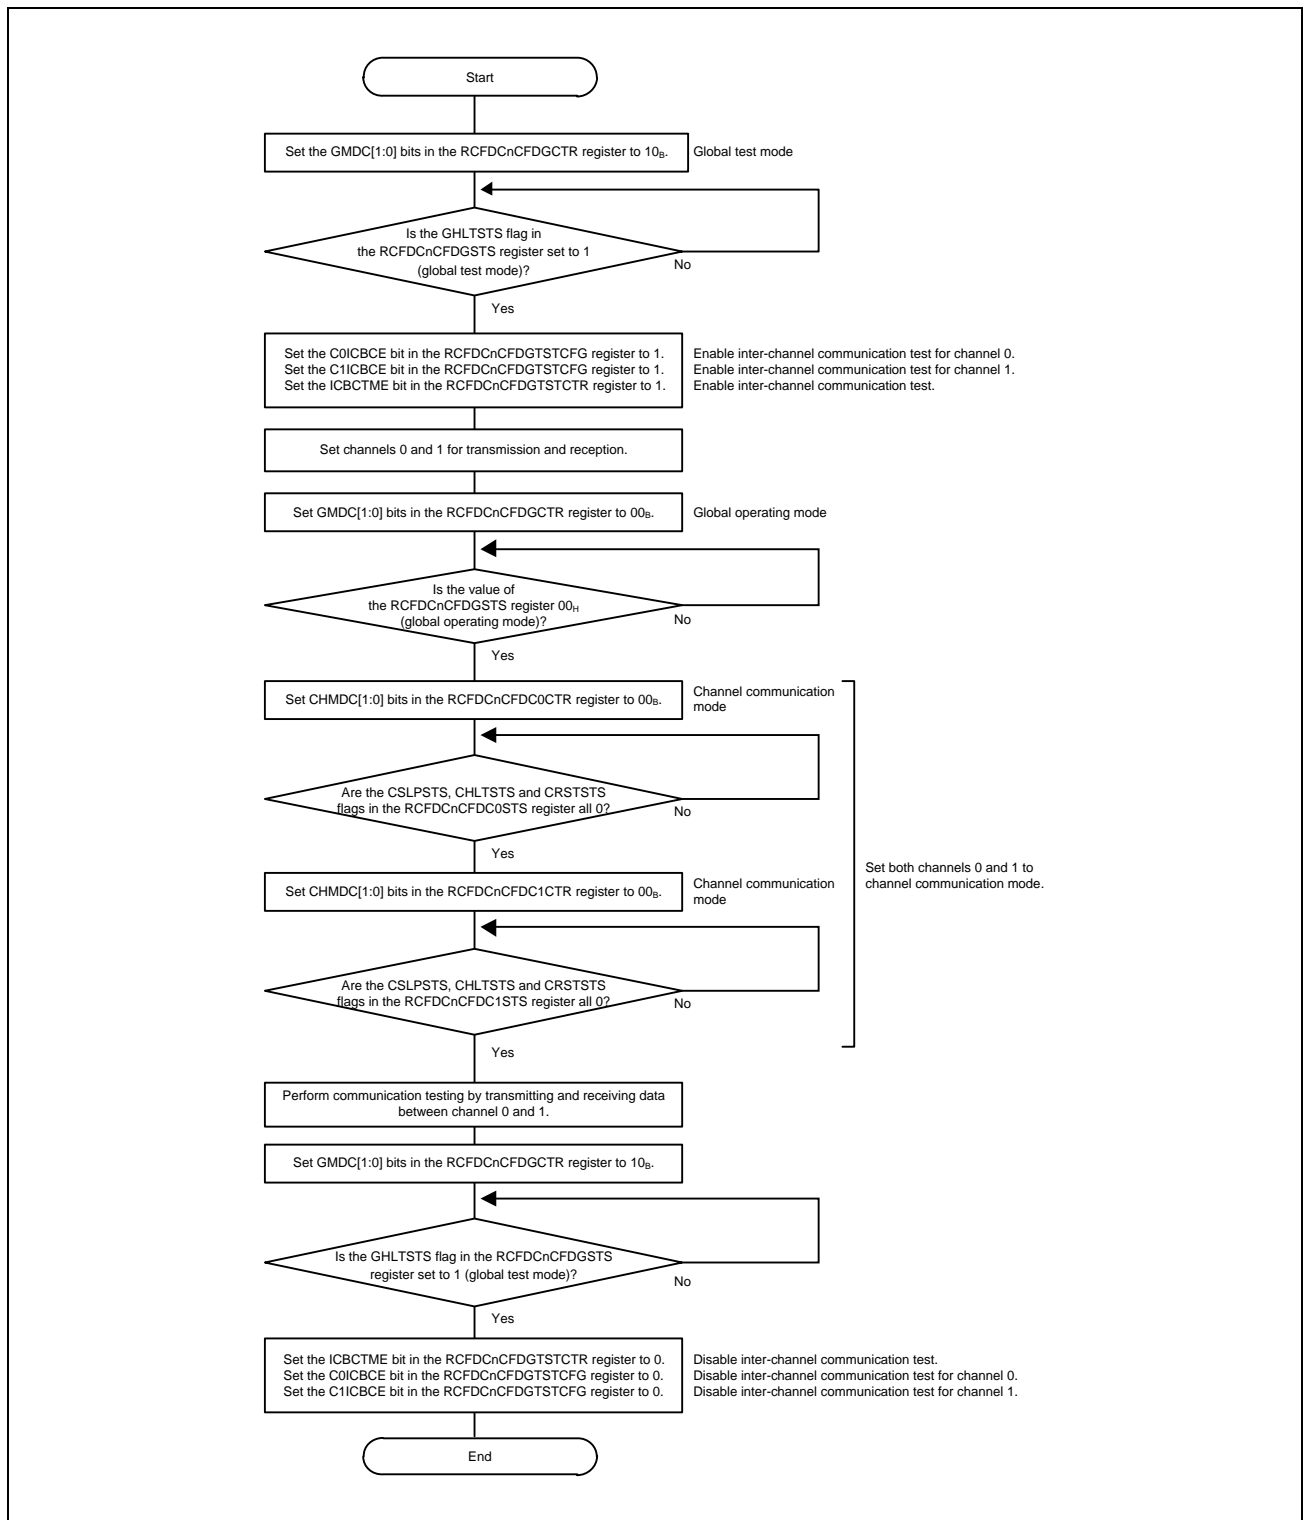 Start
Set the GMDC[1:0] bits in the RCFDCnCFDGCTR register to 10B.
Global test mode
Is the GHLTSTS flag in
the RCFDCnCFDGSTS register set to 1
(global test mode)?
No
Yes
Set the C0ICBCE bit in the RCFDCnCFDGTSTCFG register to 1.
Enable inter-channel communication test for channel 0.
Set the C1ICBCE bit in the RCFDCnCFDGTSTCFG register to 1.
Enable inter-channel communication test for channel 1.
Set the ICBCTME bit in the RCFDCnCFDGTSTCTR register to 1.
Enable inter-channel communication test.
Set channels 0 and 1 for transmission and reception.
Set GMDC[1:0] bits in the RCFDCnCFDGCTR register to 00B.
Global operating mode
Is the value of
the RCFDCnCFDGSTS register 00H
(global operating mode)?
No
Yes
Set CHMDC[1:0] bits in the RCFDCnCFDC0CTR register to 00B.
Channel communication
mode
Are the CSLPSTS, CHLTSTS and CRSTSTS
flags in the RCFDCnCFDC0STS register all 0?
No
Yes
Set CHMDC[1:0] bits in the RCFDCnCFDC1CTR register to 00B.
Channel communication
mode
Set both channels 0 and 1 to
channel communication mode.
Are the CSLPSTS, CHLTSTS and CRSTSTS
flags in the RCFDCnCFDC1STS register all 0?
No
Yes
Perform communication testing by transmitting and receiving data
between channel 0 and 1.
Set GMDC[1:0] bits in the RCFDCnCFDGCTR register to 10B.
Is the GHLTSTS flag in the RCFDCnCFDGSTS
register set to 1 (global test mode)?
No
Yes
Set the ICBCTME bit in the RCFDCnCFDGTSTCTR register to 0.
Disable inter-channel communication test.
Set the C0ICBCE bit in the RCFDCnCFDGTSTCFG register to 0.
Disable inter-channel communication test for channel 0.
Set the C1ICBCE bit in the RCFDCnCFDGTSTCFG register to 0.
Disable inter-channel communication test for channel 1.
End